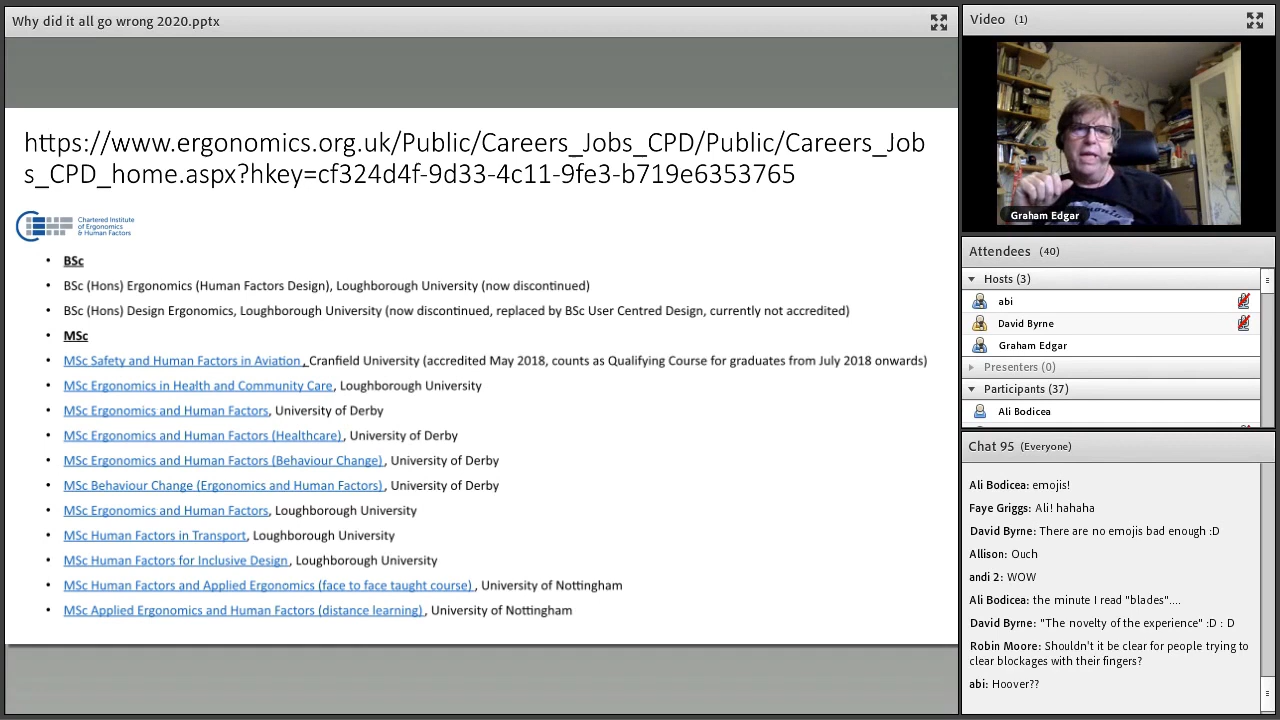 Why did it all go wrong 2020.pptx
https://www.ergonomics.org.uk/Public/Careers_Jobs_CPD/Public/Careers_Job
s_CPD_home.aspx?hkey=cf324d4f-9d33-4c11-9fe3-b719e6353765
Chartered Institute
of Ergonomics
& Human Factors
• BSc
• BSc (Hons) Ergonomics (Human Factors Design), Loughborough University (now discontinued)
• BSc (Hons) Design Ergonomics, Loughborough University (now discontinued, replaced by BSc User Centred Design, currently not accredited)
• MSc
• MSc Safety and Human Factors in Aviation , Cranfield University (accredited May 2018, counts as Qualifying Course for graduates from July 2018 onwards)
• MSc Ergonomics in Health and Community Care, Loughborough University
• MSc Ergonomics and Human Factors, University of Derby
• MSc Ergonomics and Human Factors (Healthcare), University of Derby
• MSc Ergonomics and Human Factors (Behaviour Change), University of Derby
• MSc Behaviour Change (Ergonomics and Human Factors), University of Derby
• MSc Ergonomics and Human Factors, Loughborough University
• MSc Human Factors in Transport, Loughborough University
• MSc Human Factors for Inclusive Design, Loughborough University
• MSc Human Factors and Applied Ergonomics (face to face taught course), University of Nottingham
• MSc Applied Ergonomics and Human Factors (distance learning), University of Nottingham
Video (1)
Graham Edgar
Attendees (40)
Hosts (3)
abi
David Byrne
Graham Edgar
Presenters (0)
Participants (37)
Ali Bodicea
Chat 95 (Everyone)
Ali Bodicea: emojis!
Faye Griggs: Ali! hahaha
David Byrne: There are no emojis bad enough :D
Allison: Ouch
andi 2: WOW
Ali Bodicea: the minute I read "blades"....
David Byrne: "The novelty of the experience" :D : D
Robin Moore: Shouldn't it be clear for people trying to
clear blockages with their fingers?
abi: Hoover??